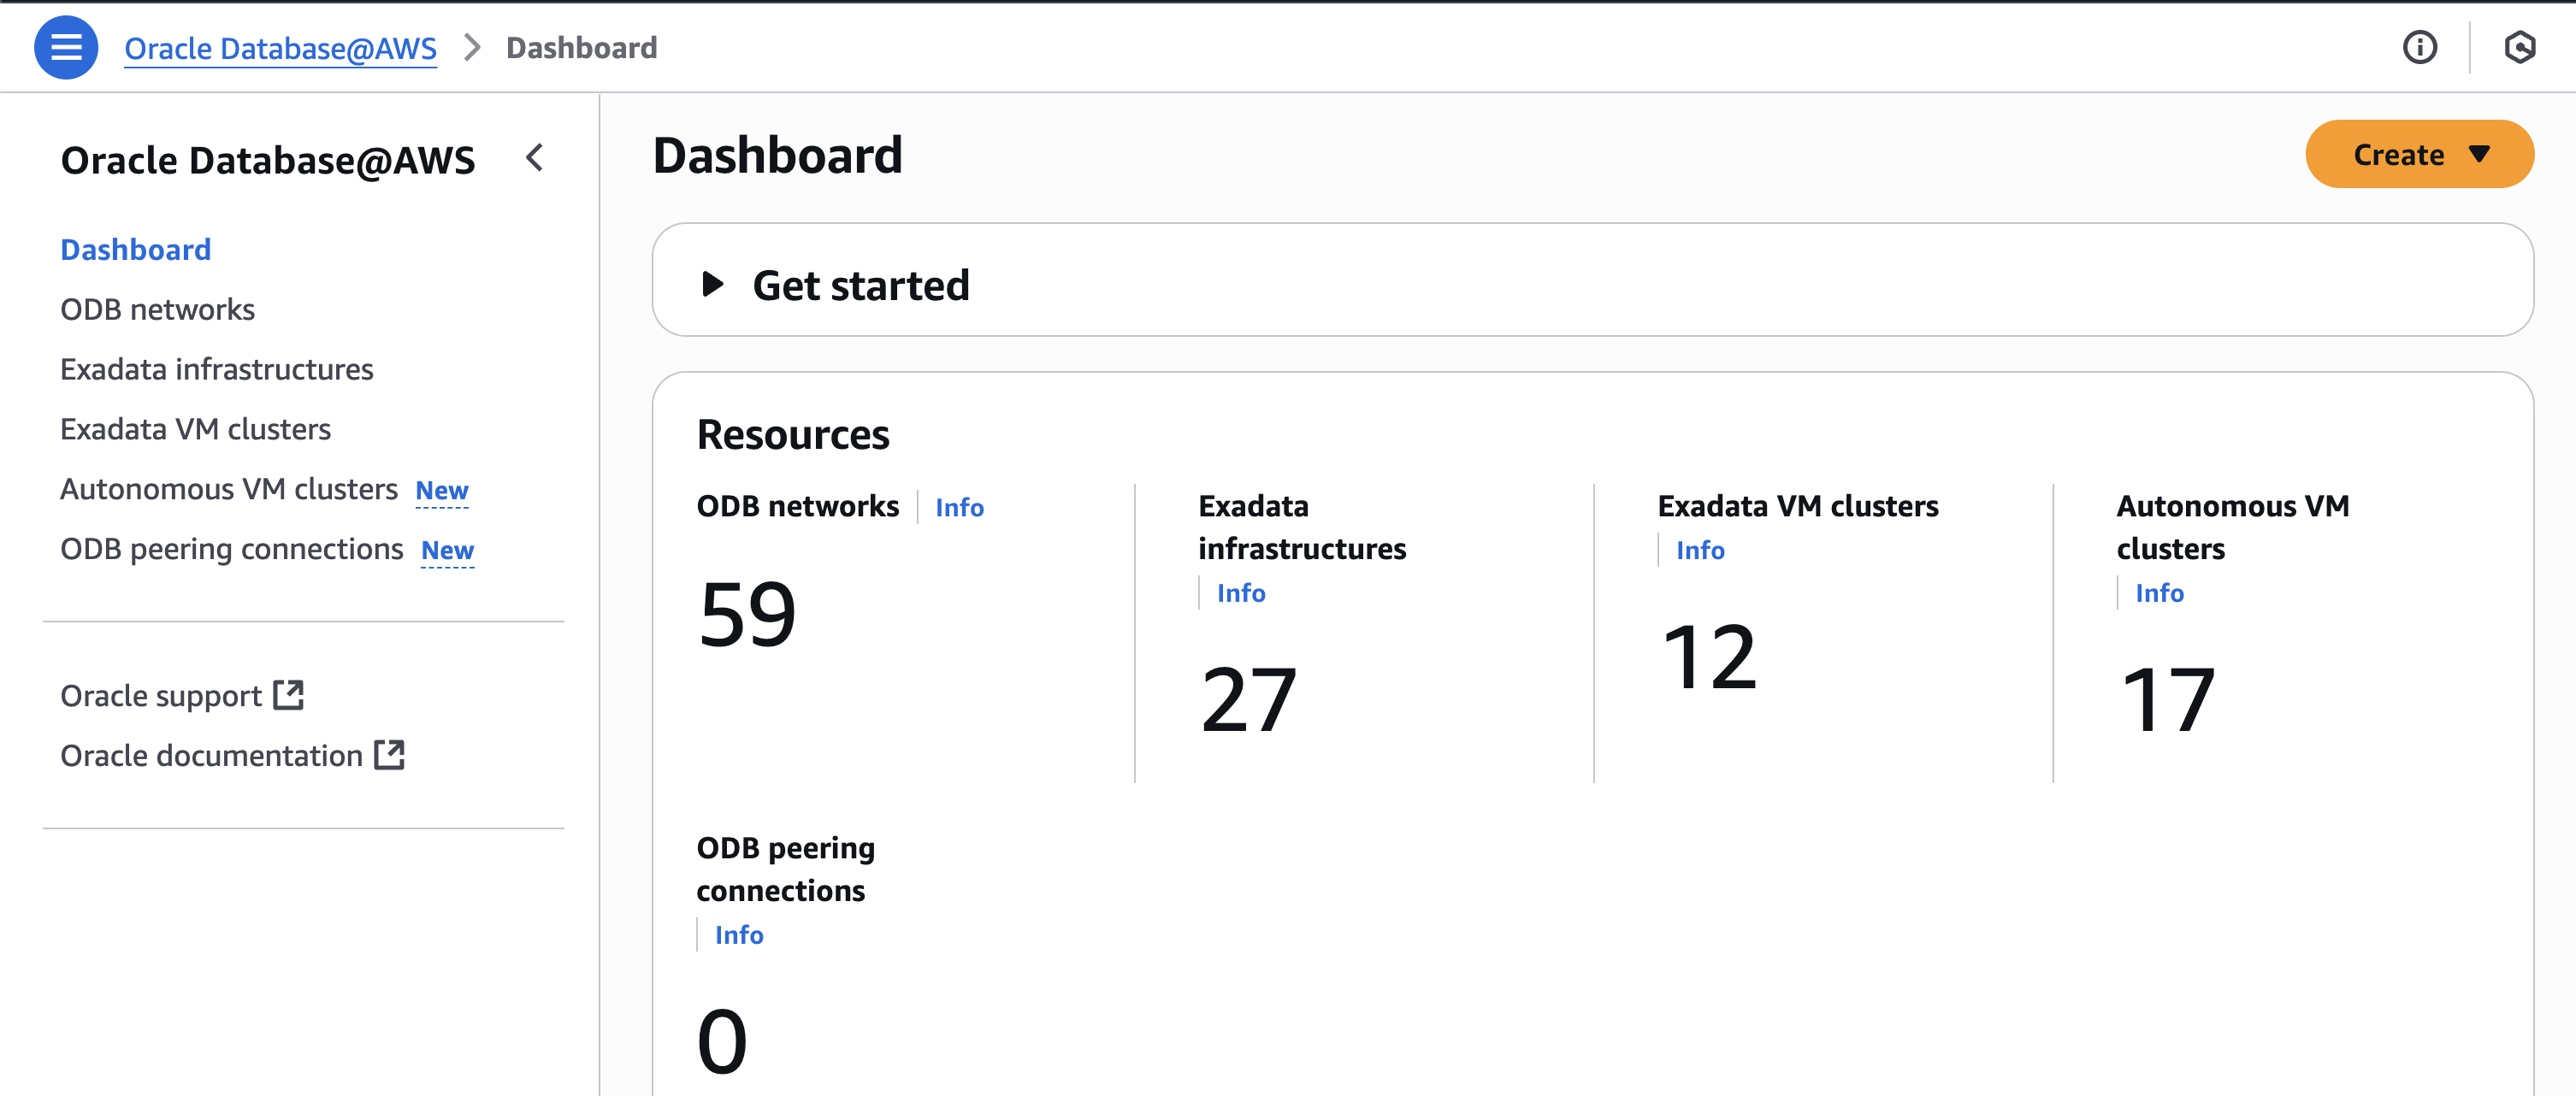 Oracle Database@AWS > Dashboard
Oracle Database@AWS
Dashboard
ODB networks
Exadata infrastructures
Exadata VM clusters
Autonomous VM clusters New
ODB peering connections New
Oracle support
Oracle documentation
Dashboard
Create
Get started
Resources
ODB networks Info
59
Exadata
infrastructures
Info
27
Exadata VM clusters
Info
12
Autonomous VM
clusters
Info
17
ODB peering
connections
Info
0